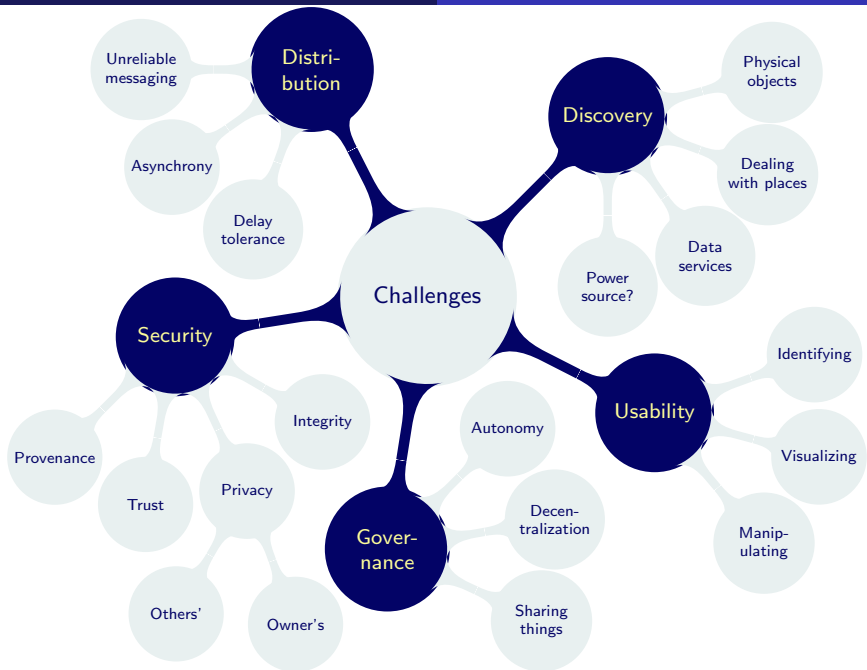 Distri-
bution
Unreliable
messaging
Asynchrony
Delay
tolerance
Discovery
Physical
objects
Dealing
with places
Data
services
Power
source?
Challenges
Security
Provenance
Trust
Privacy
Integrity
Others’
Owner’s
Gover-
nance
Autonomy
Decen-
tralization
Sharing
things
Usability
Identifying
Visualizing
Manip-
ulating